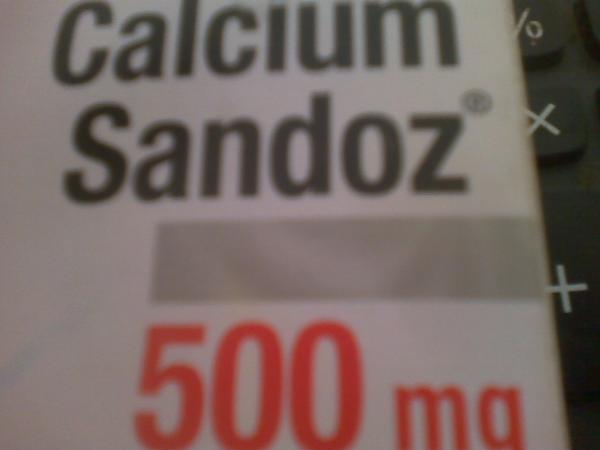 Calcium
Sandoz®
500 mg
%
×
+